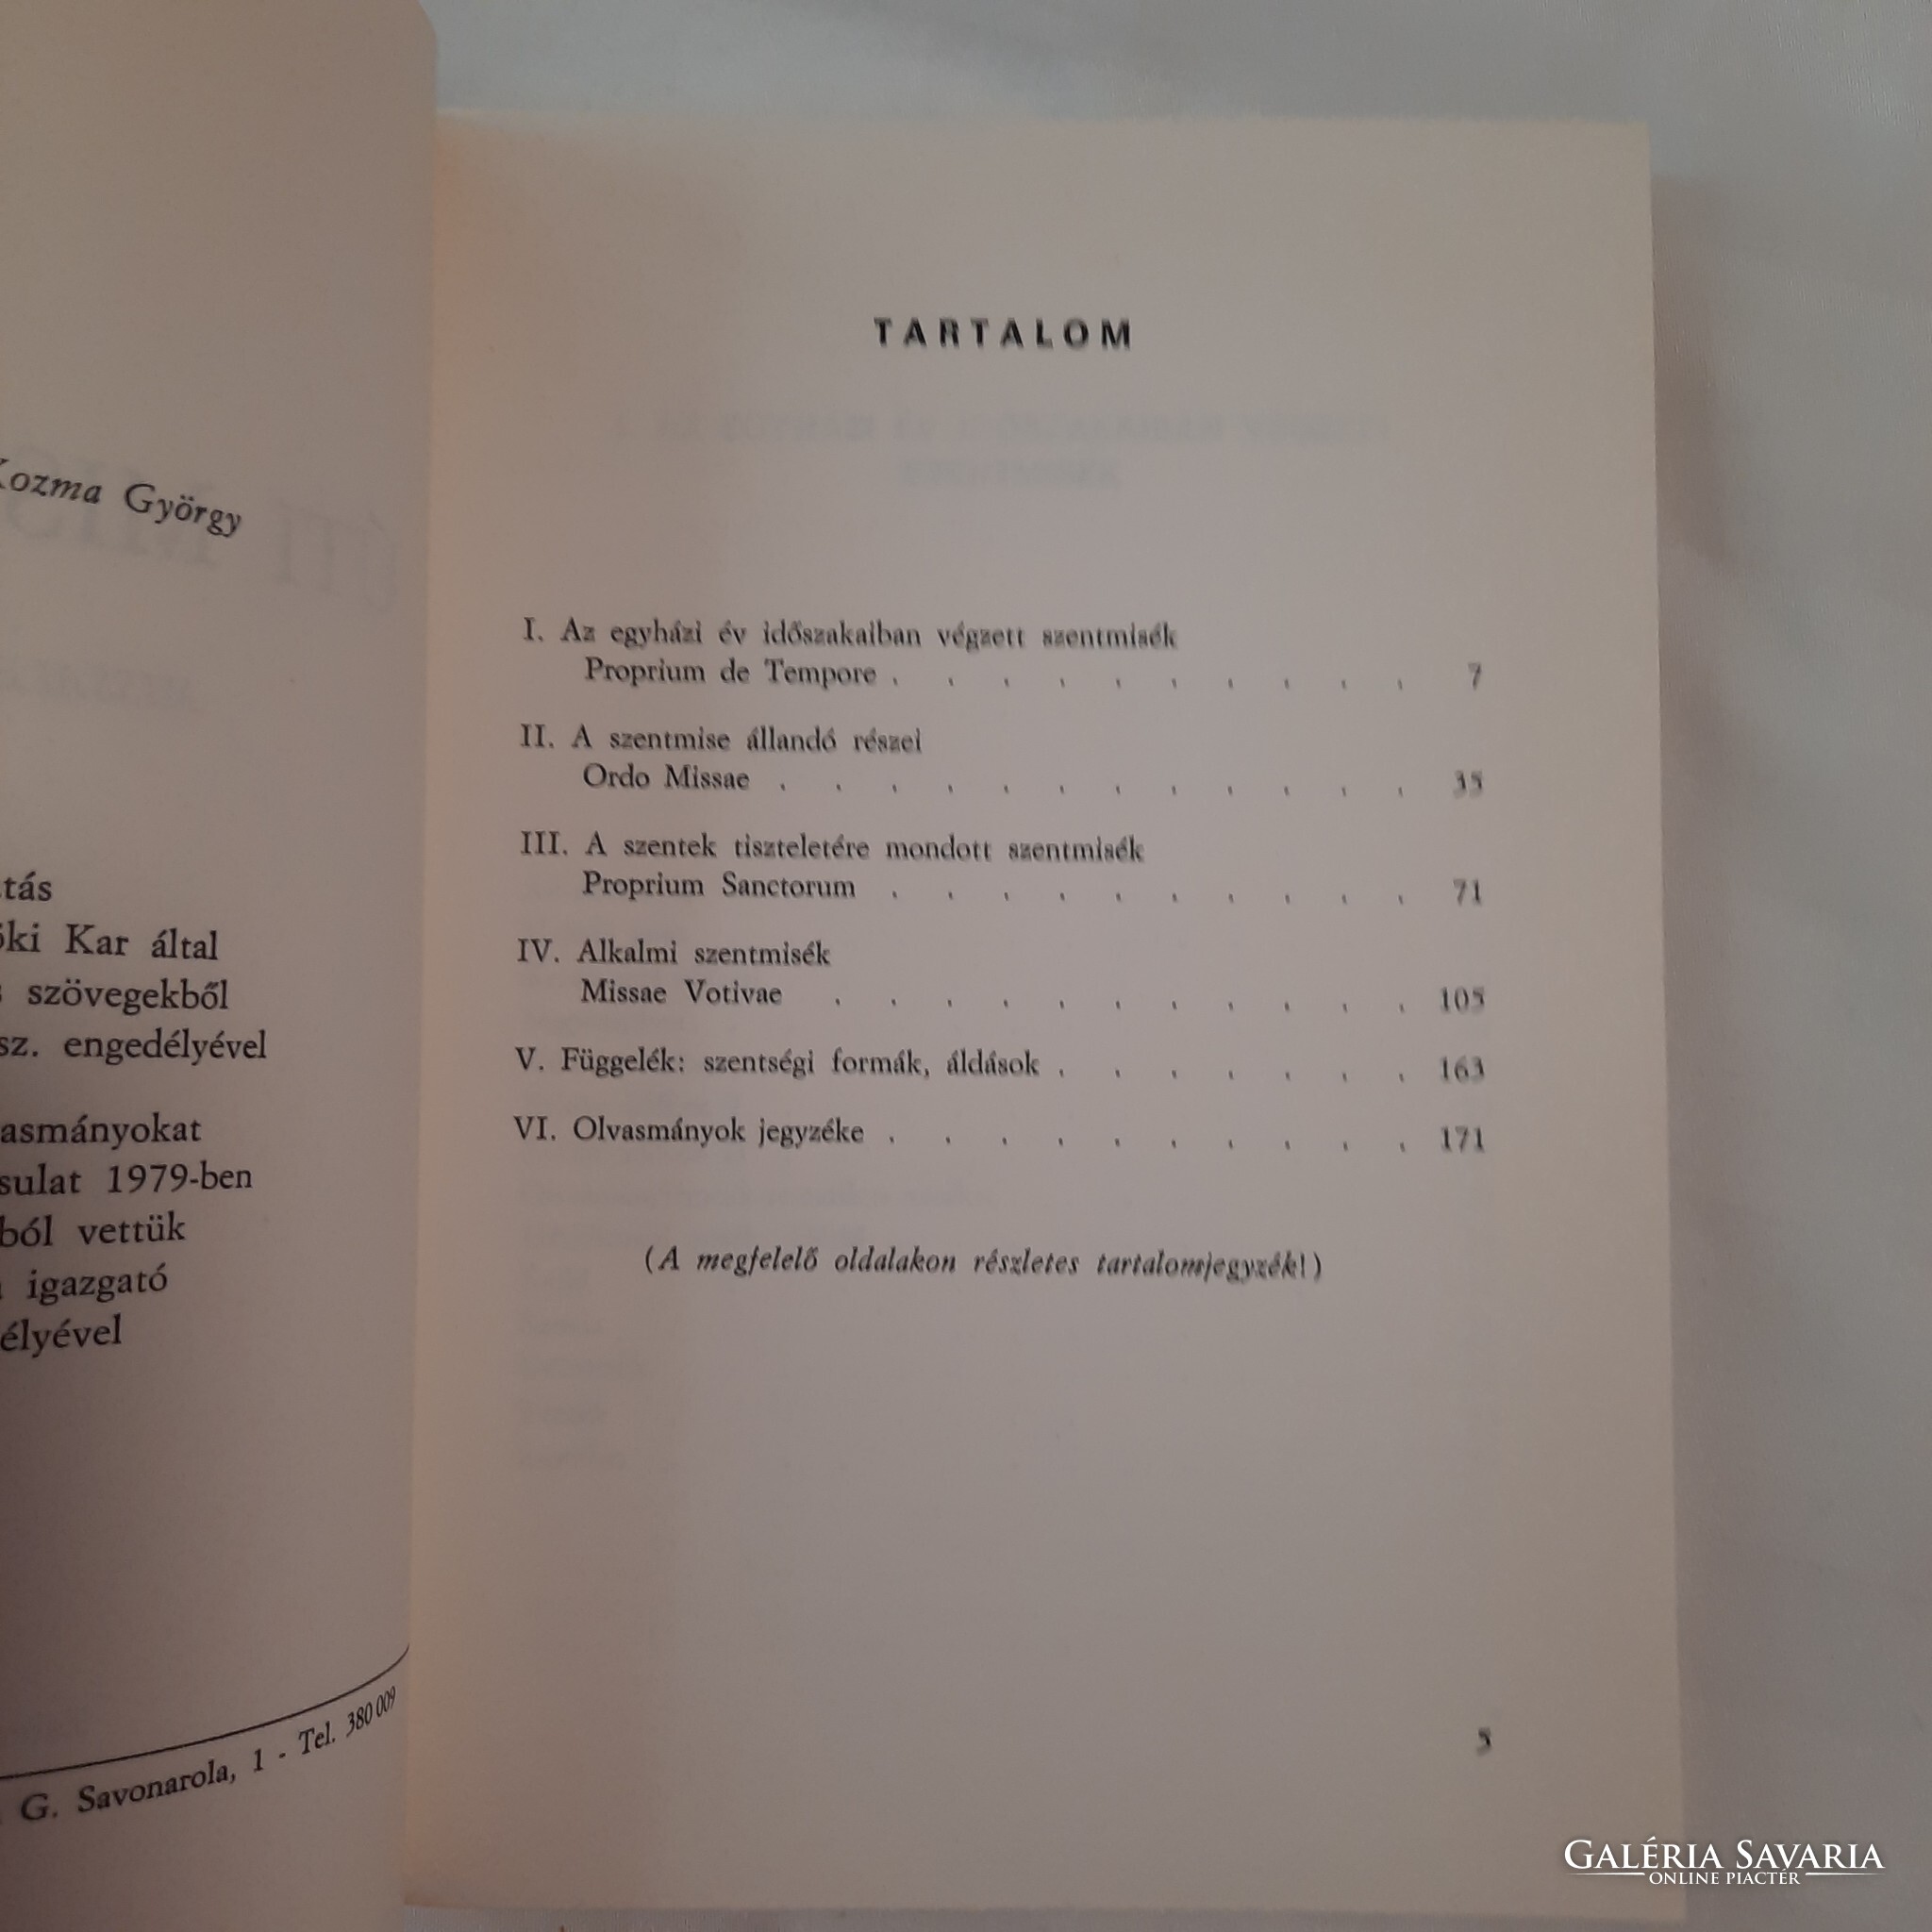 Kozma György
tás
ki Kar által
szövegekből
sz. engedélyével
asmányokat
sulat 1979-ben
ból vettük
igazgató
élyével
G. Savonarola, 1 - Tel. 380 009
TARTALOM
I. Az egyházi év időszakaiban végzett szentmisék
Proprium de Tempore . . . . . . . . . . 7
II. A szentmise állandó részei
Ordo Missae . . . . . . . . . . . . 35
III. A szentek tiszteletére mondott szentmisék
Proprium Sanctorum . . . . . . . . . . 71
IV. Alkalmi szentmisék
Missae Votivae . . . . . . . . . . . 105
V. Függelék: szentségi formák, áldások . . . . . . . 163
VI. Olvasmányok jegyzéke . . . . . . . . . . 171
(A megfelelő oldalakon részletes tartalomjegyzék!)
5
GALÉRIA SAVARIA
ONLINE PIACTÉR